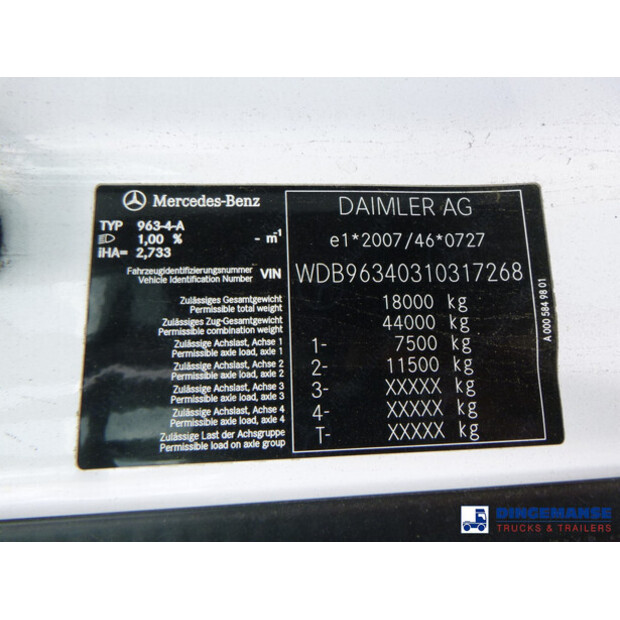 Mercedes-Benz
TYP 963-4-A
1,00 % - m⁻¹
iHA= 2,733
Fahrzeugidentifizierungsnummer
Vehicle Identification Number
VIN
Zulässiges Gesamtgewicht
Permissible total weight
Zulässiges Zug-Gesamtgewicht
Permissible combination weight
Zulässige Achslast, Achse 1
Permissible axle load, axle 1
Zulässige Achslast, Achse 2
Permissible axle load, axle 2
Zulässige Achslast, Achse 3
Permissible axle load, axle 3
Zulässige Achslast, Achse 4
Permissible axle load, axle 4
Zulässige Last der Achsgruppe
Permissible load on axle group
DAIMLER AG
e1*2007/46*0727
WDB96340310317268
18000 kg
44000 kg
1- 7500 kg
2- 11500 kg
3- XXXXX kg
4- XXXXX kg
T- XXXXX kg
A 000 584 98 01
DINGEMANSE
TRUCKS & TRAILERS